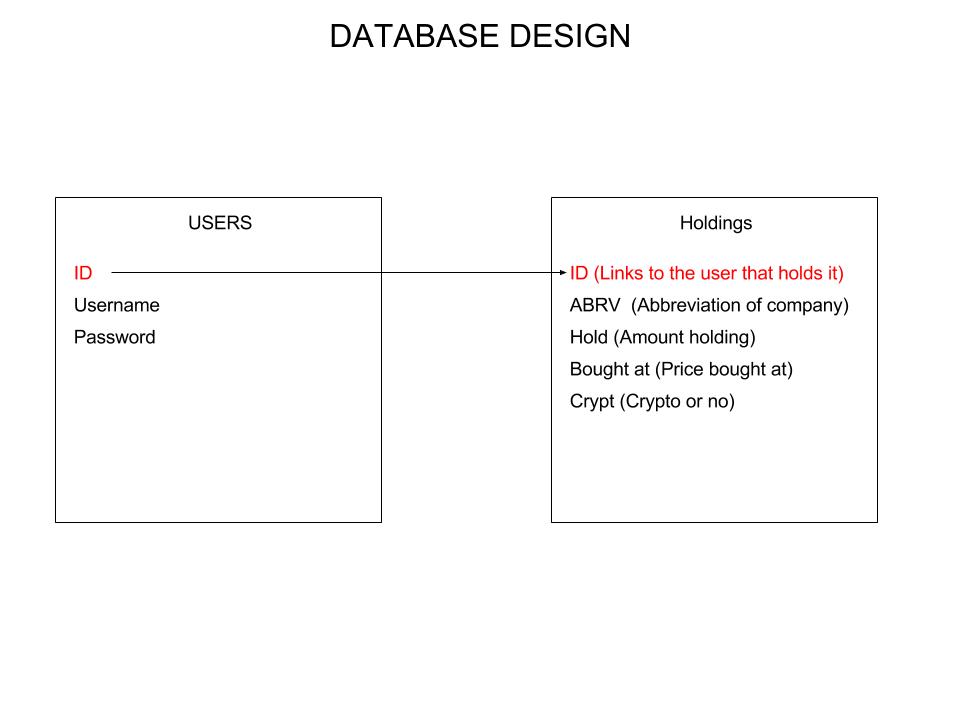 DATABASE DESIGN
USERS
ID
Username
Password
Holdings
ID (Links to the user that holds it)
ABRV  (Abbreviation of company)
Hold (Amount holding)
Bought at (Price bought at)
Crypt (Crypto or no)